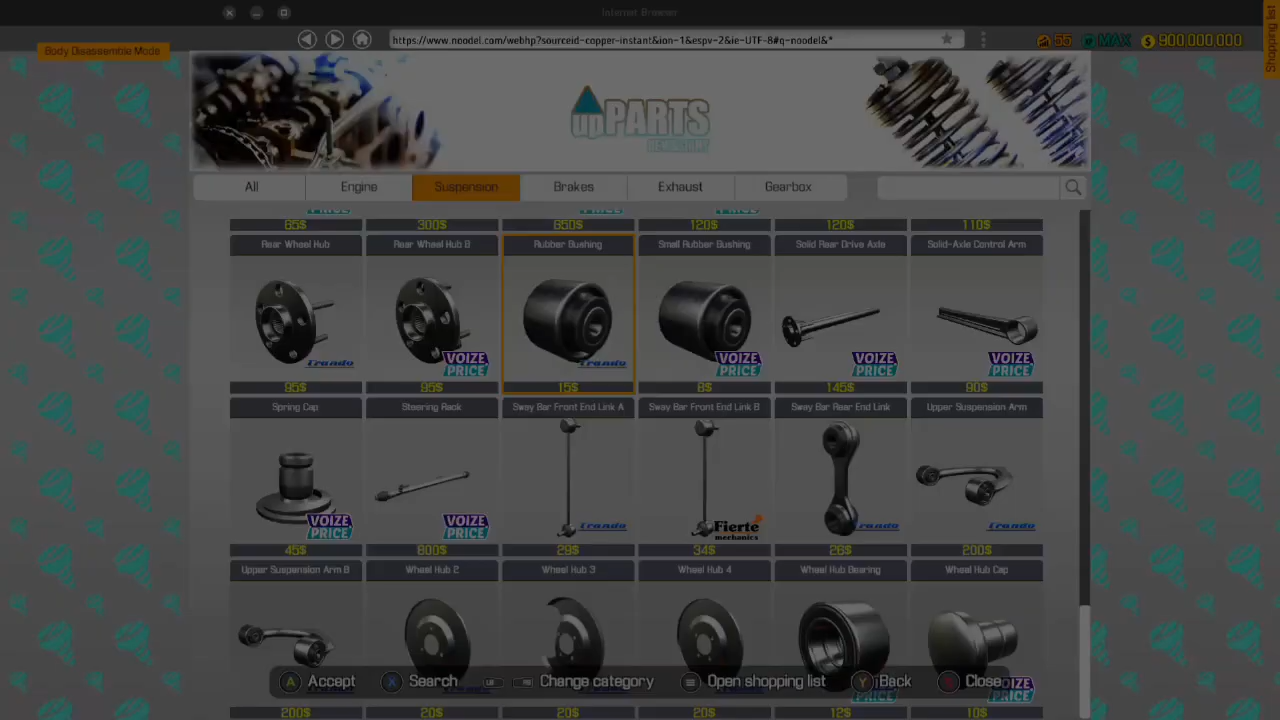 Internet Browser
Body Disassemble Mode
https://www.noodel.com/webhp?sourceid-copper-instant&ion-1&espv-2&ie-UTF-8#q-noodel&*
55 MAX $ 900.000.000
Shopping list
upPARTS
All Engine Suspension Brakes Exhaust Gearbox
65$ 300$ 650$ 120$ 120$ 110$
Rear Wheel Hub Rear Wheel Hub B Rubber Bushing Small Rubber Bushing Solid Rear Drive Axle Solid-Axle Control Arm
VOIZE PRICE VOIZE PRICE VOIZE PRICE VOIZE PRICE
95$ 95$ 15$ 8$ 145$ 90$
Spring Cap Steering Rack Sway Bar Front End Link A Sway Bar Front End Link B Sway Bar Rear End Link Upper Suspension Arm
VOIZE PRICE VOIZE PRICE Fierte mechanics
45$ 800$ 29$ 34$ 26$ 200$
Upper Suspension Arm B Wheel Hub 2 Wheel Hub 3 Wheel Hub 4 Wheel Hub Bearing Wheel Hub Cap
A Accept X Search Change category Open shopping list Y Back Close
PRICE VOIZE PRICE
200$ 20$ 20$ 20$ 12$ 10$